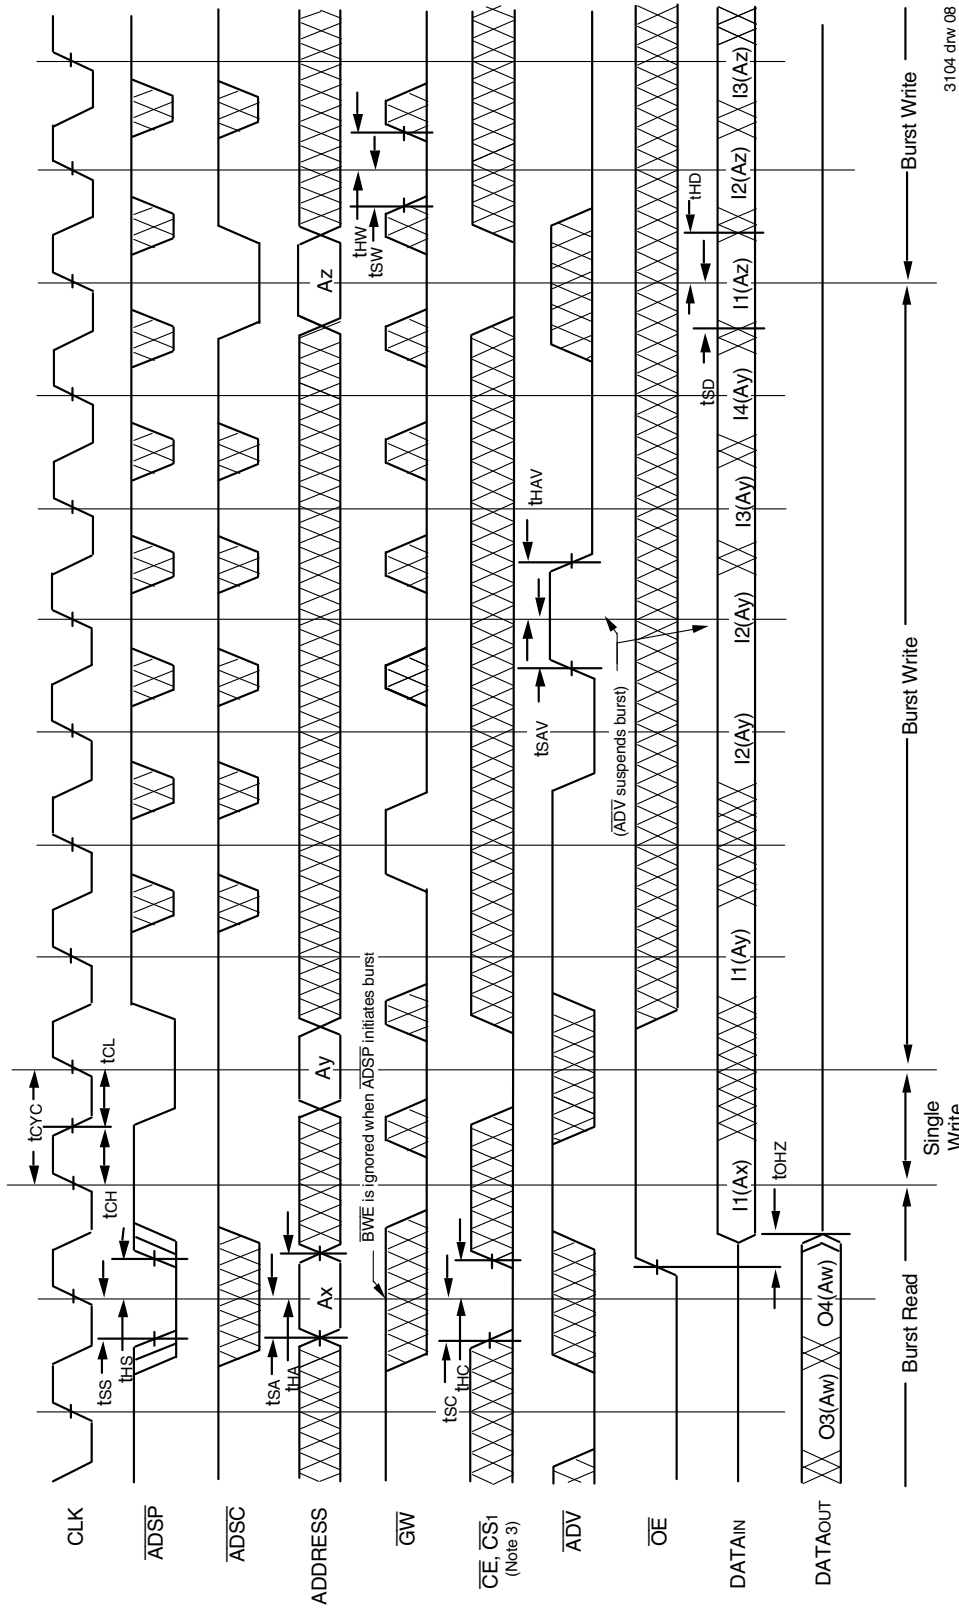 CLK
ADSP
ADSC
ADDRESS
GW
CE, CS1
(Note 3)
ADV
OE
DATAIN
DATAOUT
tCYC
tCH
tCL
tSS
tHS
tSA
tHA
Ax
Ay
Az
BWE is ignored when ADSP initiates burst
tHW
tSW
tSC
tHC
tSAV
tHAV
(ADV suspends burst)
tOHZ
tSD
tHD
I1(Ax)
I1(Ay)
I2(Ay)
I2(Ay)
I3(Ay)
I4(Ay)
I1(Az)
I2(Az)
I3(Az)
O3(Aw)
O4(Aw)
Burst Read
Single
Write
Burst Write
Burst Write
3104 drw 08